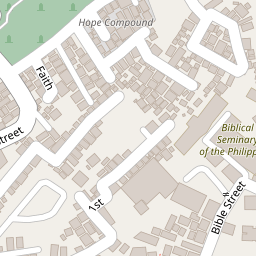 Hope Compound
Faith
Street
Biblical
Seminary
of the Philipp
1st
Bible Street